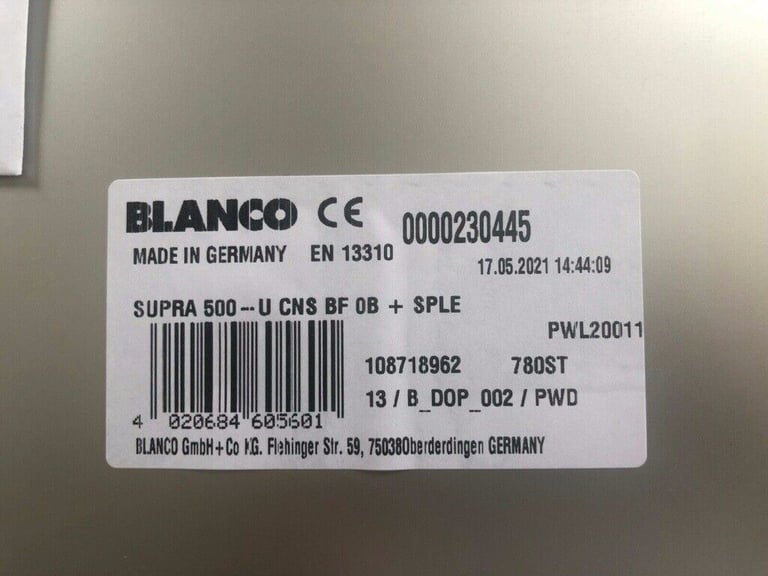 BLANCO CE 0000230445
MADE IN GERMANY EN 13310
17.05.2021 14:44:09
SUPRA 500--U CNS BF 0B + SPLE
PWL20011
108718962 780ST
13 / B_DOP_002 / PWD
4 020684 605601
BLANCO GmbH+Co KG. Flehinger Str. 59, 75038Oberderdingen GERMANY